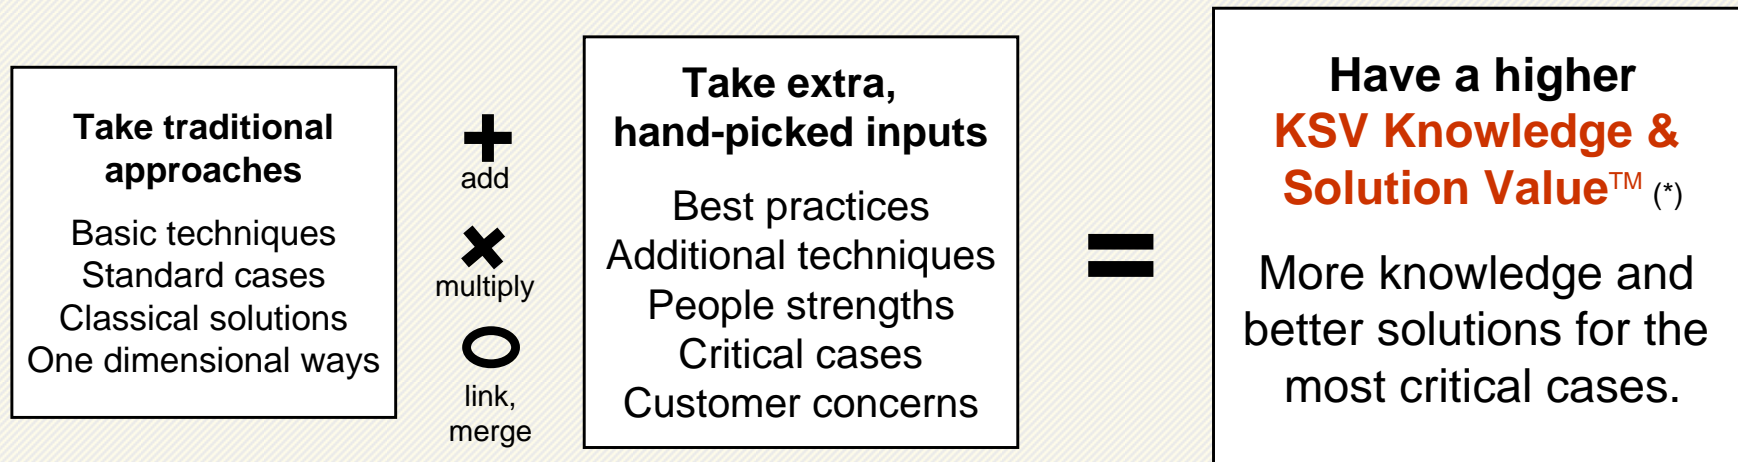 Take traditional
approaches
Basic techniques
Standard cases
Classical solutions
One dimensional ways
+
add
×
multiply
link,
merge
Take extra,
hand-picked inputs
Best practices
Additional techniques
People strengths
Critical cases
Customer concerns
=
Have a higher
KSV Knowledge &
Solution Value™ (*)
More knowledge and
better solutions for the
most critical cases.